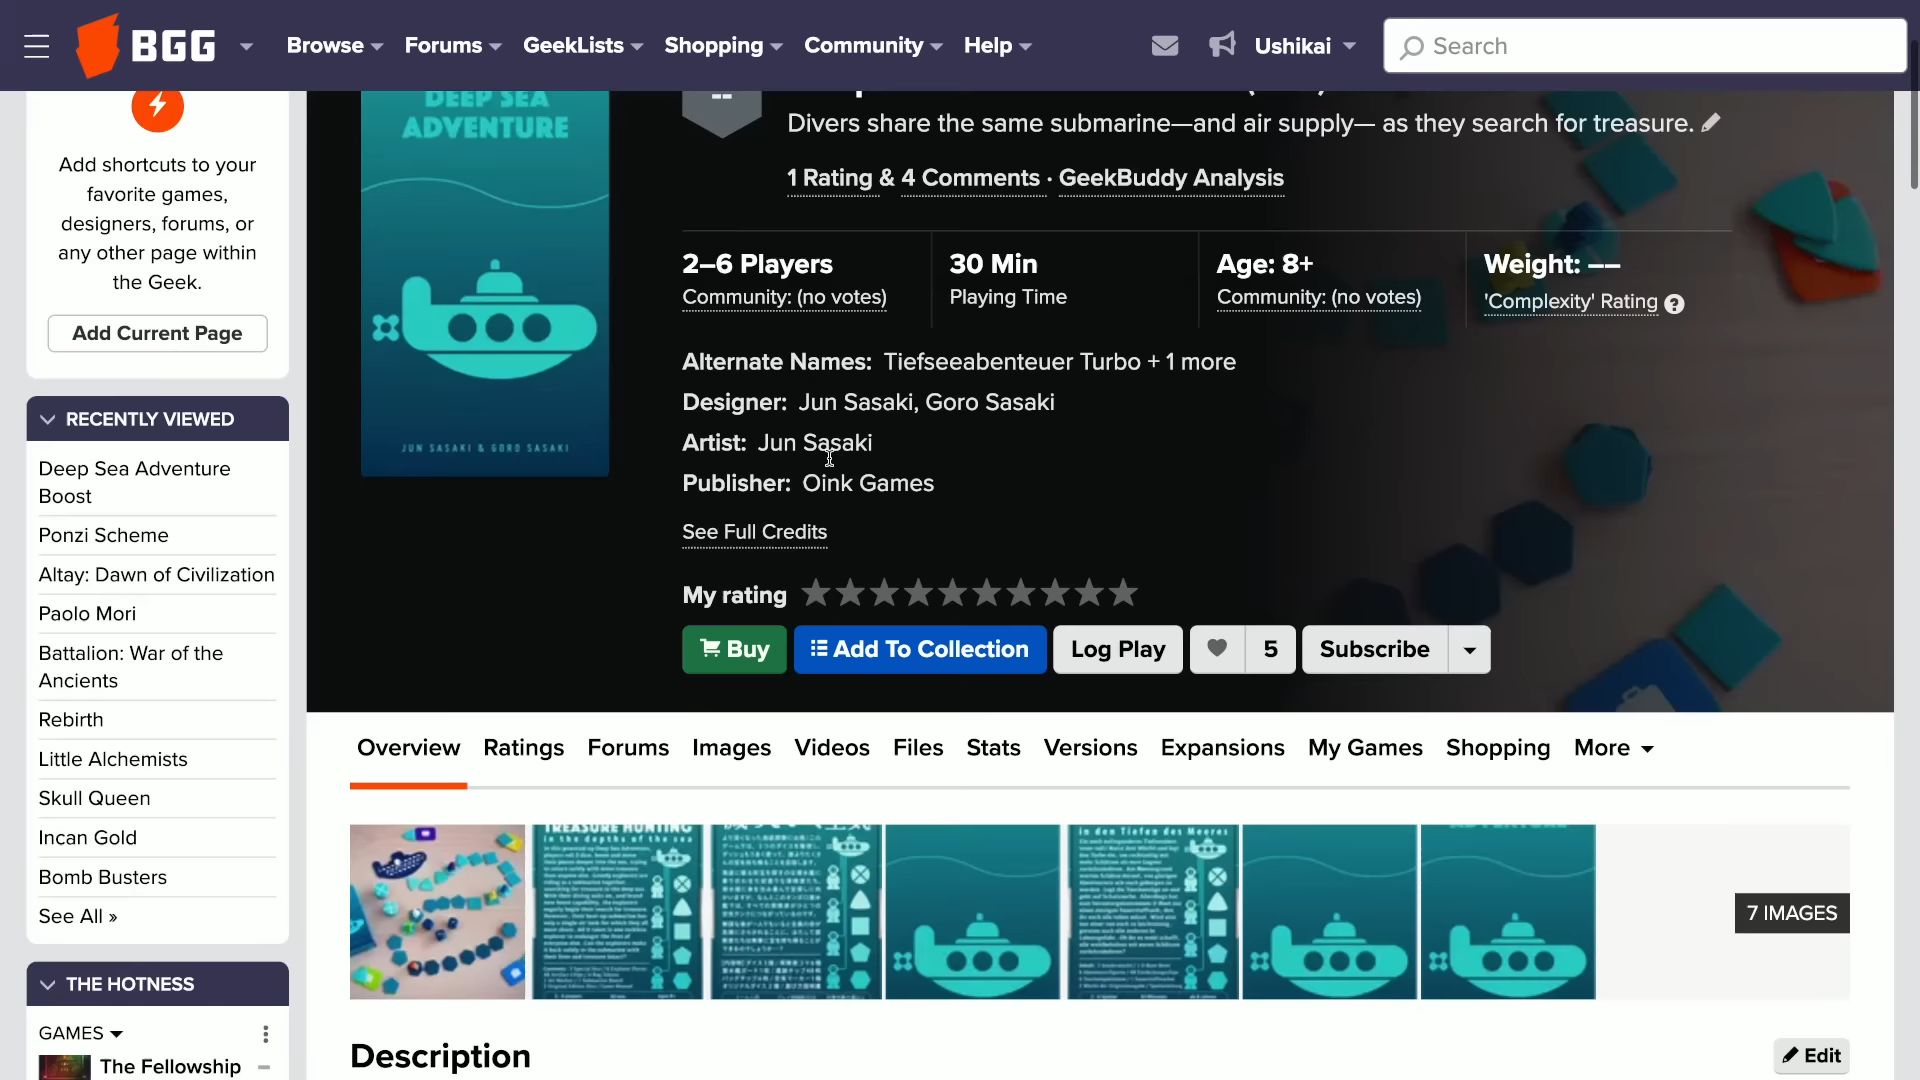 BGG
Browse
Forums
GeekLists
Shopping
Community
Help
Ushikai
Search
Add shortcuts to your
favorite games,
designers, forums, or
any other page within
the Geek.
Add Current Page
RECENTLY VIEWED
Deep Sea Adventure
Boost
Ponzi Scheme
Altay: Dawn of Civilization
Paolo Mori
Battalion: War of the
Ancients
Rebirth
Little Alchemists
Skull Queen
Incan Gold
Bomb Busters
See All »
THE HOTNESS
GAMES
The Fellowship
DEEP SEA
ADVENTURE
JUN SASAKI & GORO SASAKI
--
Divers share the same submarine—and air supply— as they search for treasure.
1 Rating & 4 Comments · GeekBuddy Analysis
2–6 Players
Community: (no votes)
30 Min
Playing Time
Age: 8+
Community: (no votes)
Weight: ––
'Complexity' Rating ?
Alternate Names: Tiefseeabenteuer Turbo + 1 more
Designer: Jun Sasaki, Goro Sasaki
Artist: Jun Sasaki
Publisher: Oink Games
See Full Credits
My rating
Buy
Add To Collection
Log Play
5
Subscribe
Overview
Ratings
Forums
Images
Videos
Files
Stats
Versions
Expansions
My Games
Shopping
More
TREASURE HUNTING
in the depths of the sea
in den Tiefen des Meeres
ADVENTURE
7 IMAGES
Description
Edit